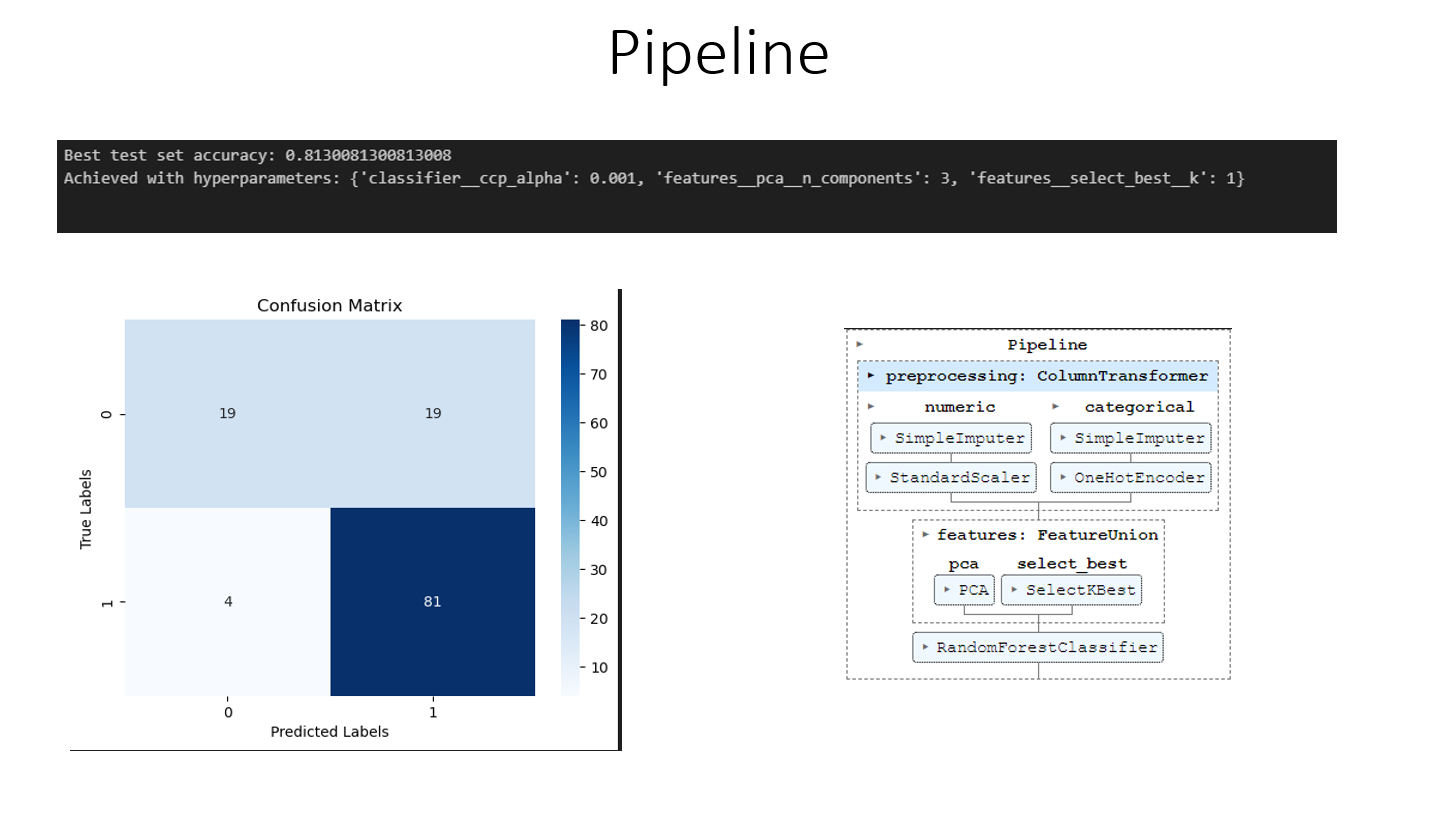 Pipeline
Best test set accuracy: 0.8130081300813008
Achieved with hyperparameters: {'classifier__ccp_alpha': 0.001, 'features__pca__n_components': 3, 'features__select_best__k': 1}
Confusion Matrix
True Labels
0
1
19 19
4 81
0 1
Predicted Labels
80
70
60
50
40
30
20
10
Pipeline
preprocessing: ColumnTransformer
numeric categorical
SimpleImputer SimpleImputer
StandardScaler OneHotEncoder
features: FeatureUnion
pca select_best
PCA SelectKBest
RandomForestClassifier